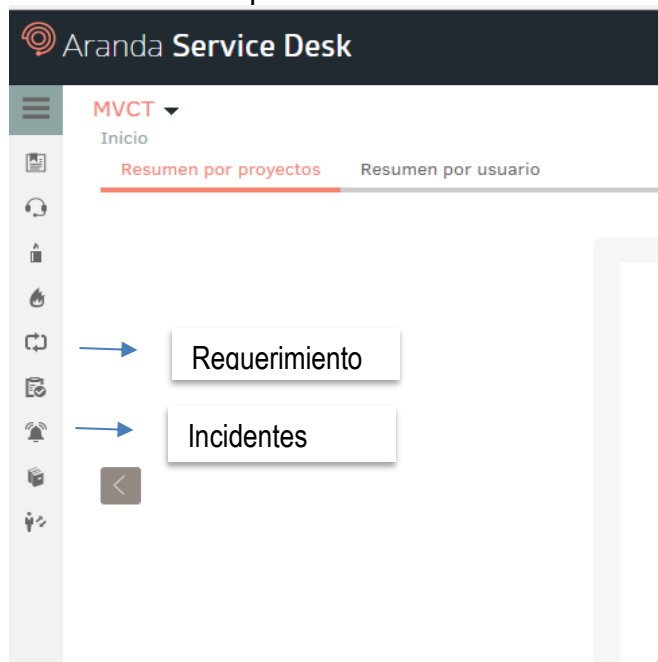 Aranda Service Desk
MVCT
Inicio
Resumen por proyectos Resumen por usuario
Requerimiento
Incidentes